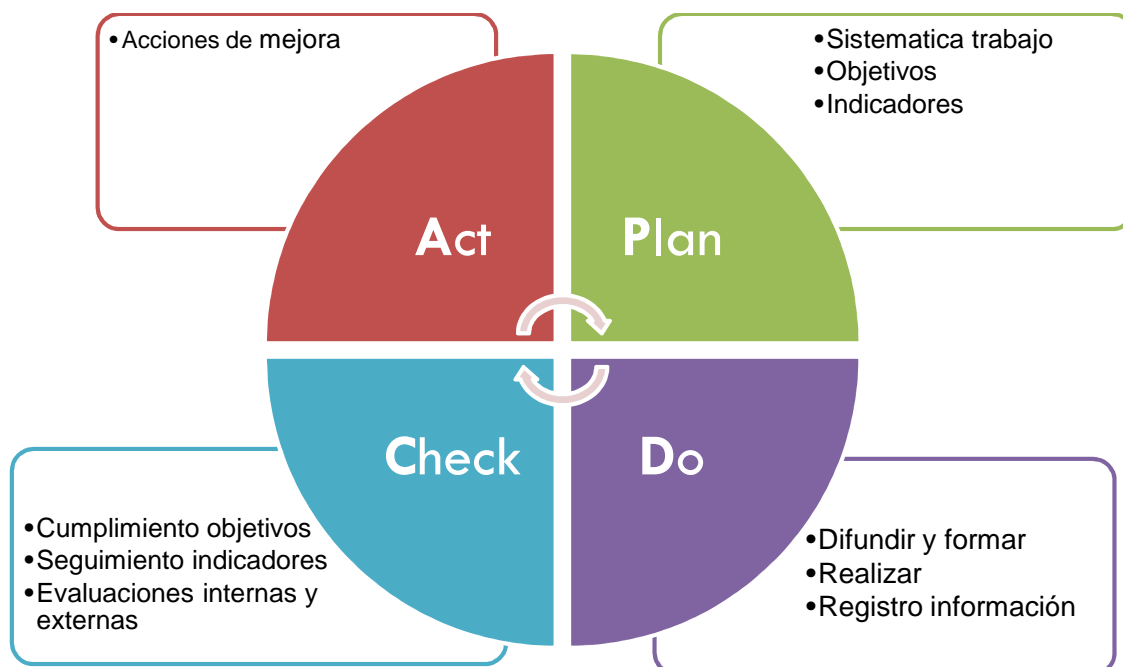 •Acciones de mejora
•Sistematica trabajo
•Objetivos
•Indicadores
Act
Plan
Check
Do
•Cumplimiento objetivos
•Seguimiento indicadores
•Evaluaciones internas y
externas
•Difundir y formar
•Realizar
•Registro información